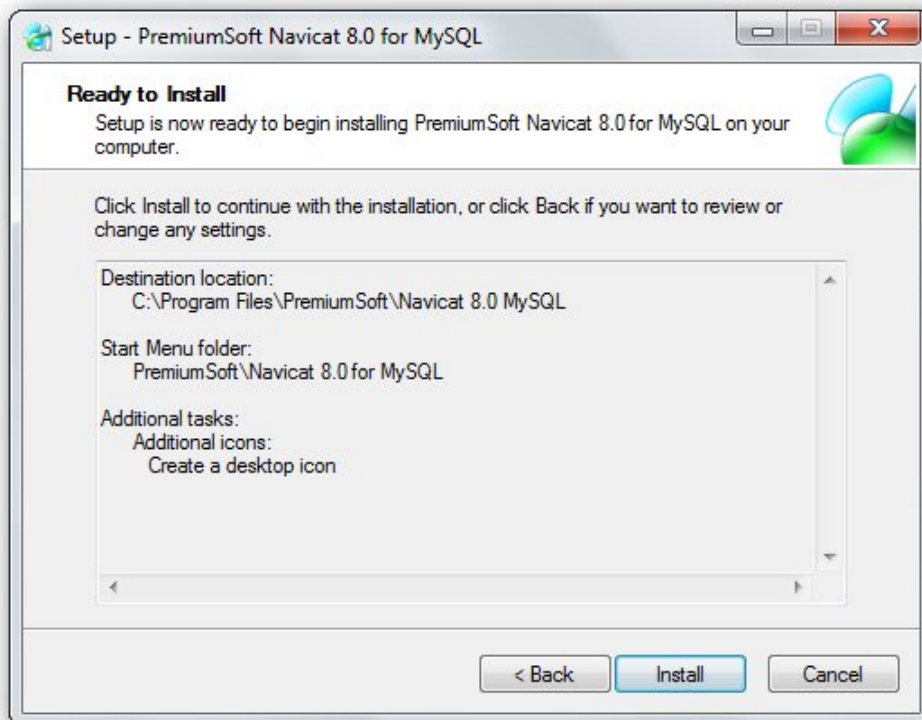 Setup - PremiumSoft Navicat 8.0 for MySQL
Ready to Install
Setup is now ready to begin installing PremiumSoft Navicat 8.0 for MySQL on your
computer.
Click Install to continue with the installation, or click Back if you want to review or
change any settings.
Destination location:
C:\Program Files\PremiumSoft\Navicat 8.0 MySQL
Start Menu folder:
PremiumSoft\Navicat 8.0 for MySQL
Additional tasks:
Additional icons:
Create a desktop icon
< Back
Install
Cancel